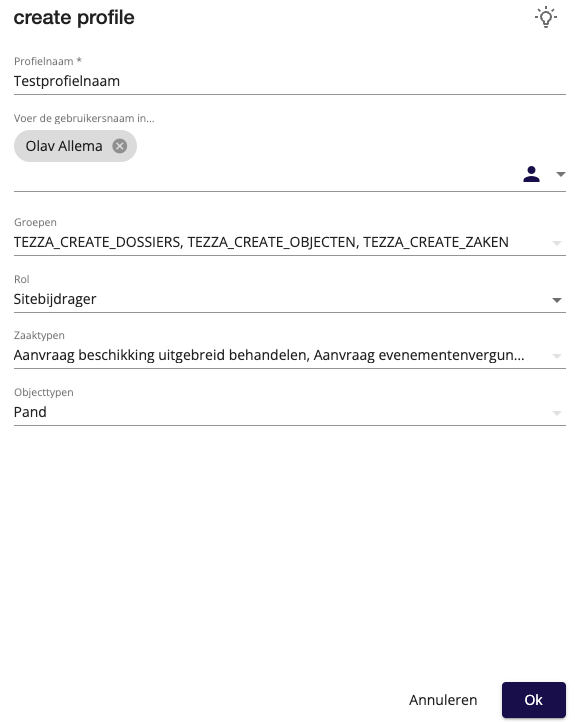 create profile
Profielnaam *
Testprofielnaam
Voer de gebruikersnaam in...
Olav Allema
Groepen
TEZZA_CREATE_DOSSIERS, TEZZA_CREATE_OBJECTEN, TEZZA_CREATE_ZAKEN
Rol
Sitebijdrager
Zaaktypen
Aanvraag beschikking uitgebreid behandelen, Aanvraag evenementenvergun...
Objecttypen
Pand
Annuleren
Ok